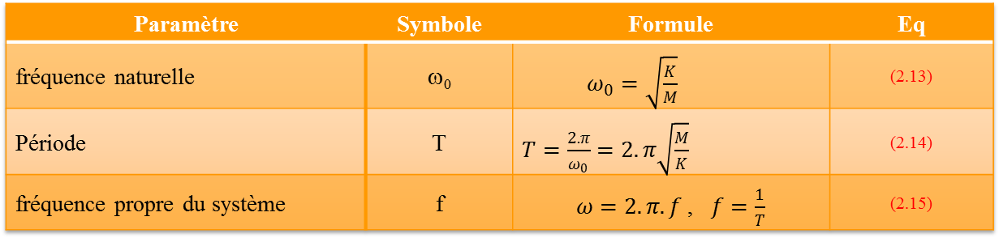 Paramètre Symbole Formule Eq
fréquence naturelle ω₀ ω₀ = √(K/M) (2.13)
Période T T = 2.π/ω₀ = 2.π√(M/K) (2.14)
fréquence propre du système f ω = 2.π.f , f = 1/T (2.15)